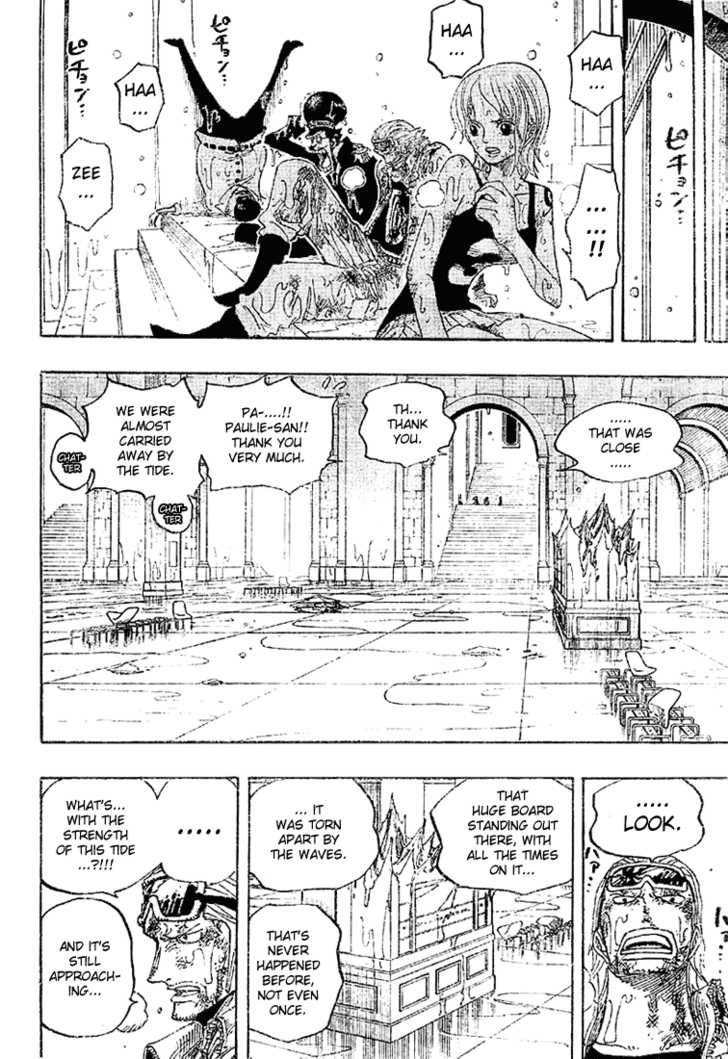 ピチョン…
HAA
...
HAA
...
...
...!!
ピチョン…
HAA
...
ピチョン…
ZEE
...
.....
THAT WAS
CLOSE
.....
TH...
THANK
YOU.
PA-....!!
PAULIE-SAN!!
THANK YOU
VERY MUCH.
WE WERE
ALMOST
CARRIED
AWAY BY
THE TIDE.
CHAT-
TER
CHAT-
TER
.....
LOOK.
ハァ
ハァ
THAT
HUGE BOARD
STANDING OUT
THERE, WITH
ALL THE TIMES
ON IT...
... IT
WAS TORN
APART BY
THE WAVES.
THAT'S
NEVER
HAPPENED
BEFORE,
NOT EVEN
ONCE.
.....
WHAT'S...
WITH THE
STRENGTH
OF THIS TIDE
...?!!!
AND IT'S
STILL
APPROACH-
ING...